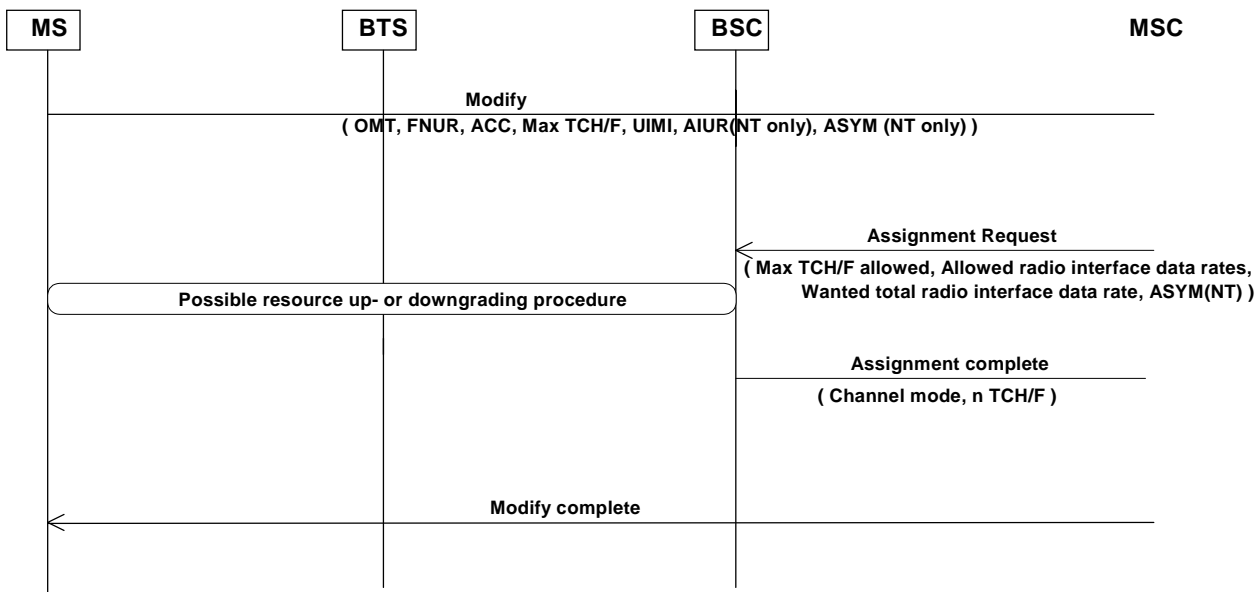 MS BTS BSC MSC
Modify
( OMT, FNUR, ACC, Max TCH/F, UIMI, AIUR(NT only), ASYM (NT only) )
Assignment Request
( Max TCH/F allowed, Allowed radio interface data rates,
Wanted total radio interface data rate, ASYM(NT) )
Possible resource up- or downgrading procedure
Assignment complete
( Channel mode, n TCH/F )
Modify complete